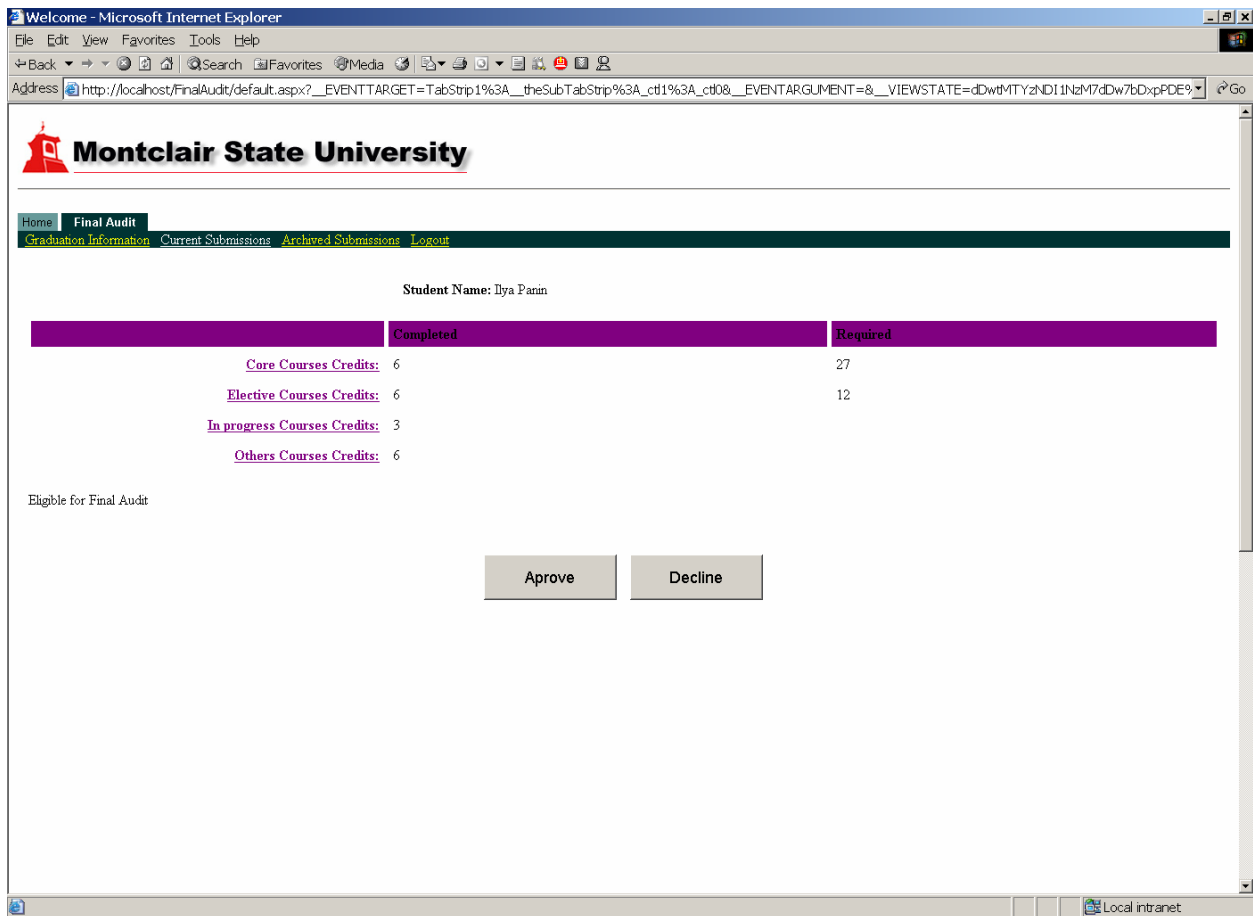 Welcome - Microsoft Internet Explorer
File Edit View Favorites Tools Help
Back Search Favorites Media
Address http://localhost/FinalAudit/default.aspx?__EVENTTARGET=TabStrip1%3A__theSubTabStrip%3A_ctl1%3A_ctl0&__EVENTARGUMENT=&__VIEWSTATE=dDwtMTYzNDI1NzM7dDw7bDxpPDE% Go
Montclair State University
Home Final Audit
Graduation Information Current Submissions Archived Submissions Logout
Student Name: Ilya Panin
Completed Required
Core Courses Credits: 6 27
Elective Courses Credits: 6 12
In progress Courses Credits: 3
Others Courses Credits: 6
Eligible for Final Audit
Aprove Decline
Local intranet